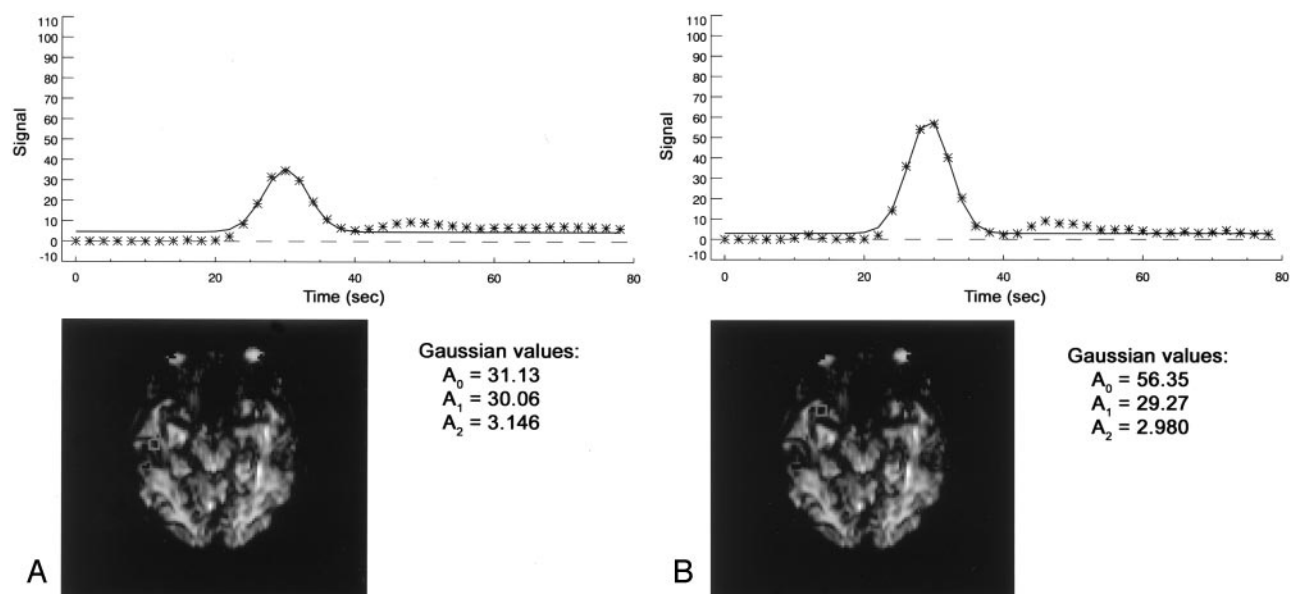 110
100
90
80
70
60
50
40
30
20
10
0
-10
Signal
0
20
40
60
80
Time (sec)
Gaussian values:
A₀ = 31.13
A₁ = 30.06
A₂ = 3.146
A
110
100
90
80
70
60
50
40
30
20
10
0
-10
Signal
0
20
40
60
80
Time (sec)
Gaussian values:
A₀ = 56.35
A₁ = 29.27
A₂ = 2.980
B